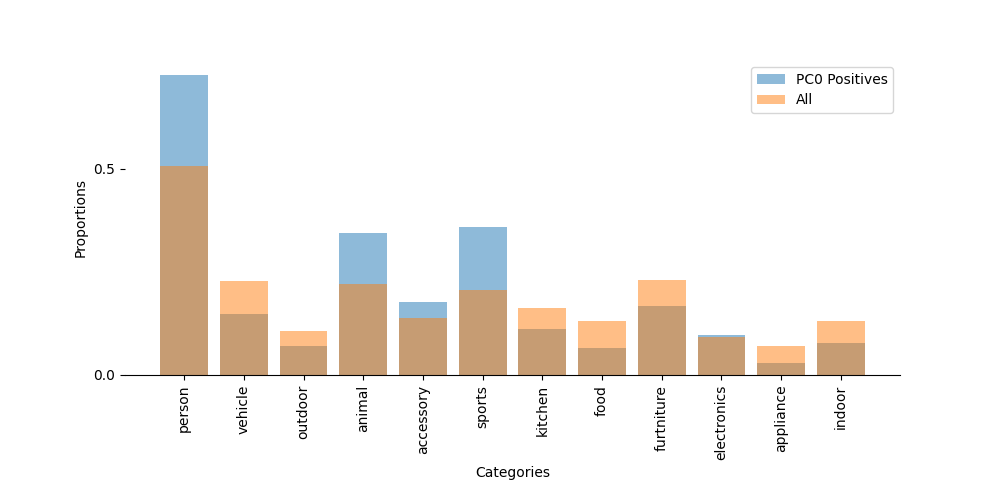 PC0 Positives
All
0.5
Proportions
0.0
person
vehicle
outdoor
animal
accessory
sports
kitchen
food
furtniture
electronics
appliance
indoor
Categories